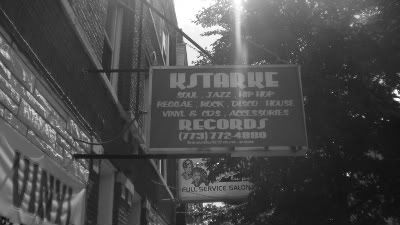 KSTARKE
SOUL, JAZZ, HIP HOP
REGGAE, ROCK, DISCO HOUSE
VINYL & CDS, ACCESSORIES
RECORDS
(773)772-4880
FULL SERVICE SALON
VINYL